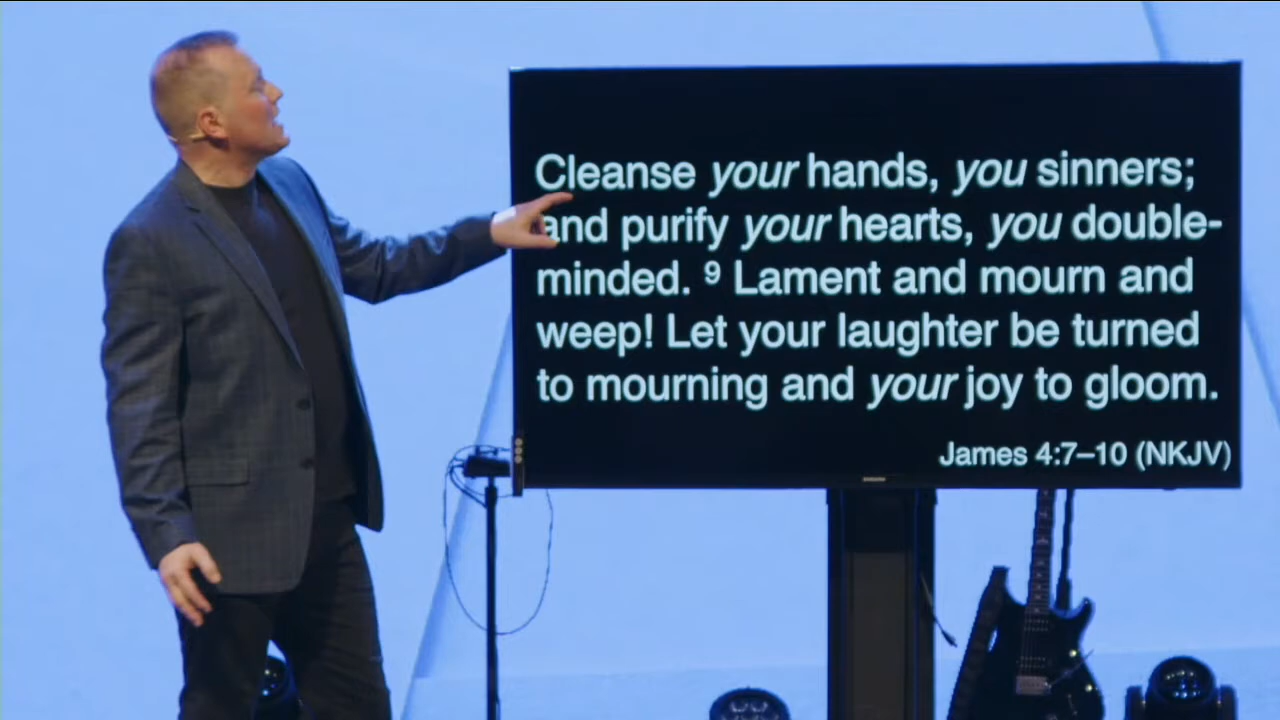 Cleanse your hands, you sinners;
and purify your hearts, you double-
minded. ⁹ Lament and mourn and
weep! Let your laughter be turned
to mourning and your joy to gloom.
James 4:7–10 (NKJV)